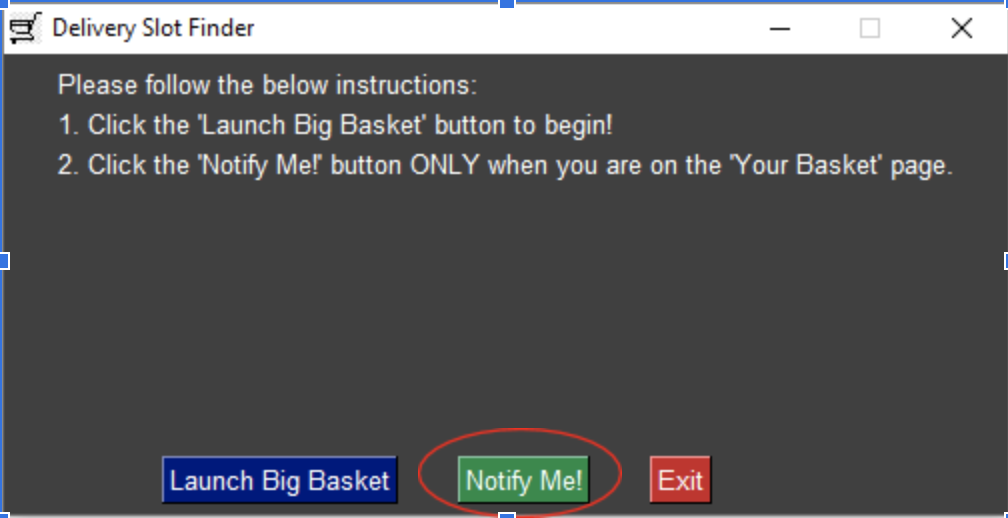 Delivery Slot Finder
Please follow the below instructions:
1. Click the 'Launch Big Basket' button to begin!
2. Click the 'Notify Me!' button ONLY when you are on the 'Your Basket' page.
Launch Big Basket Notify Me! Exit